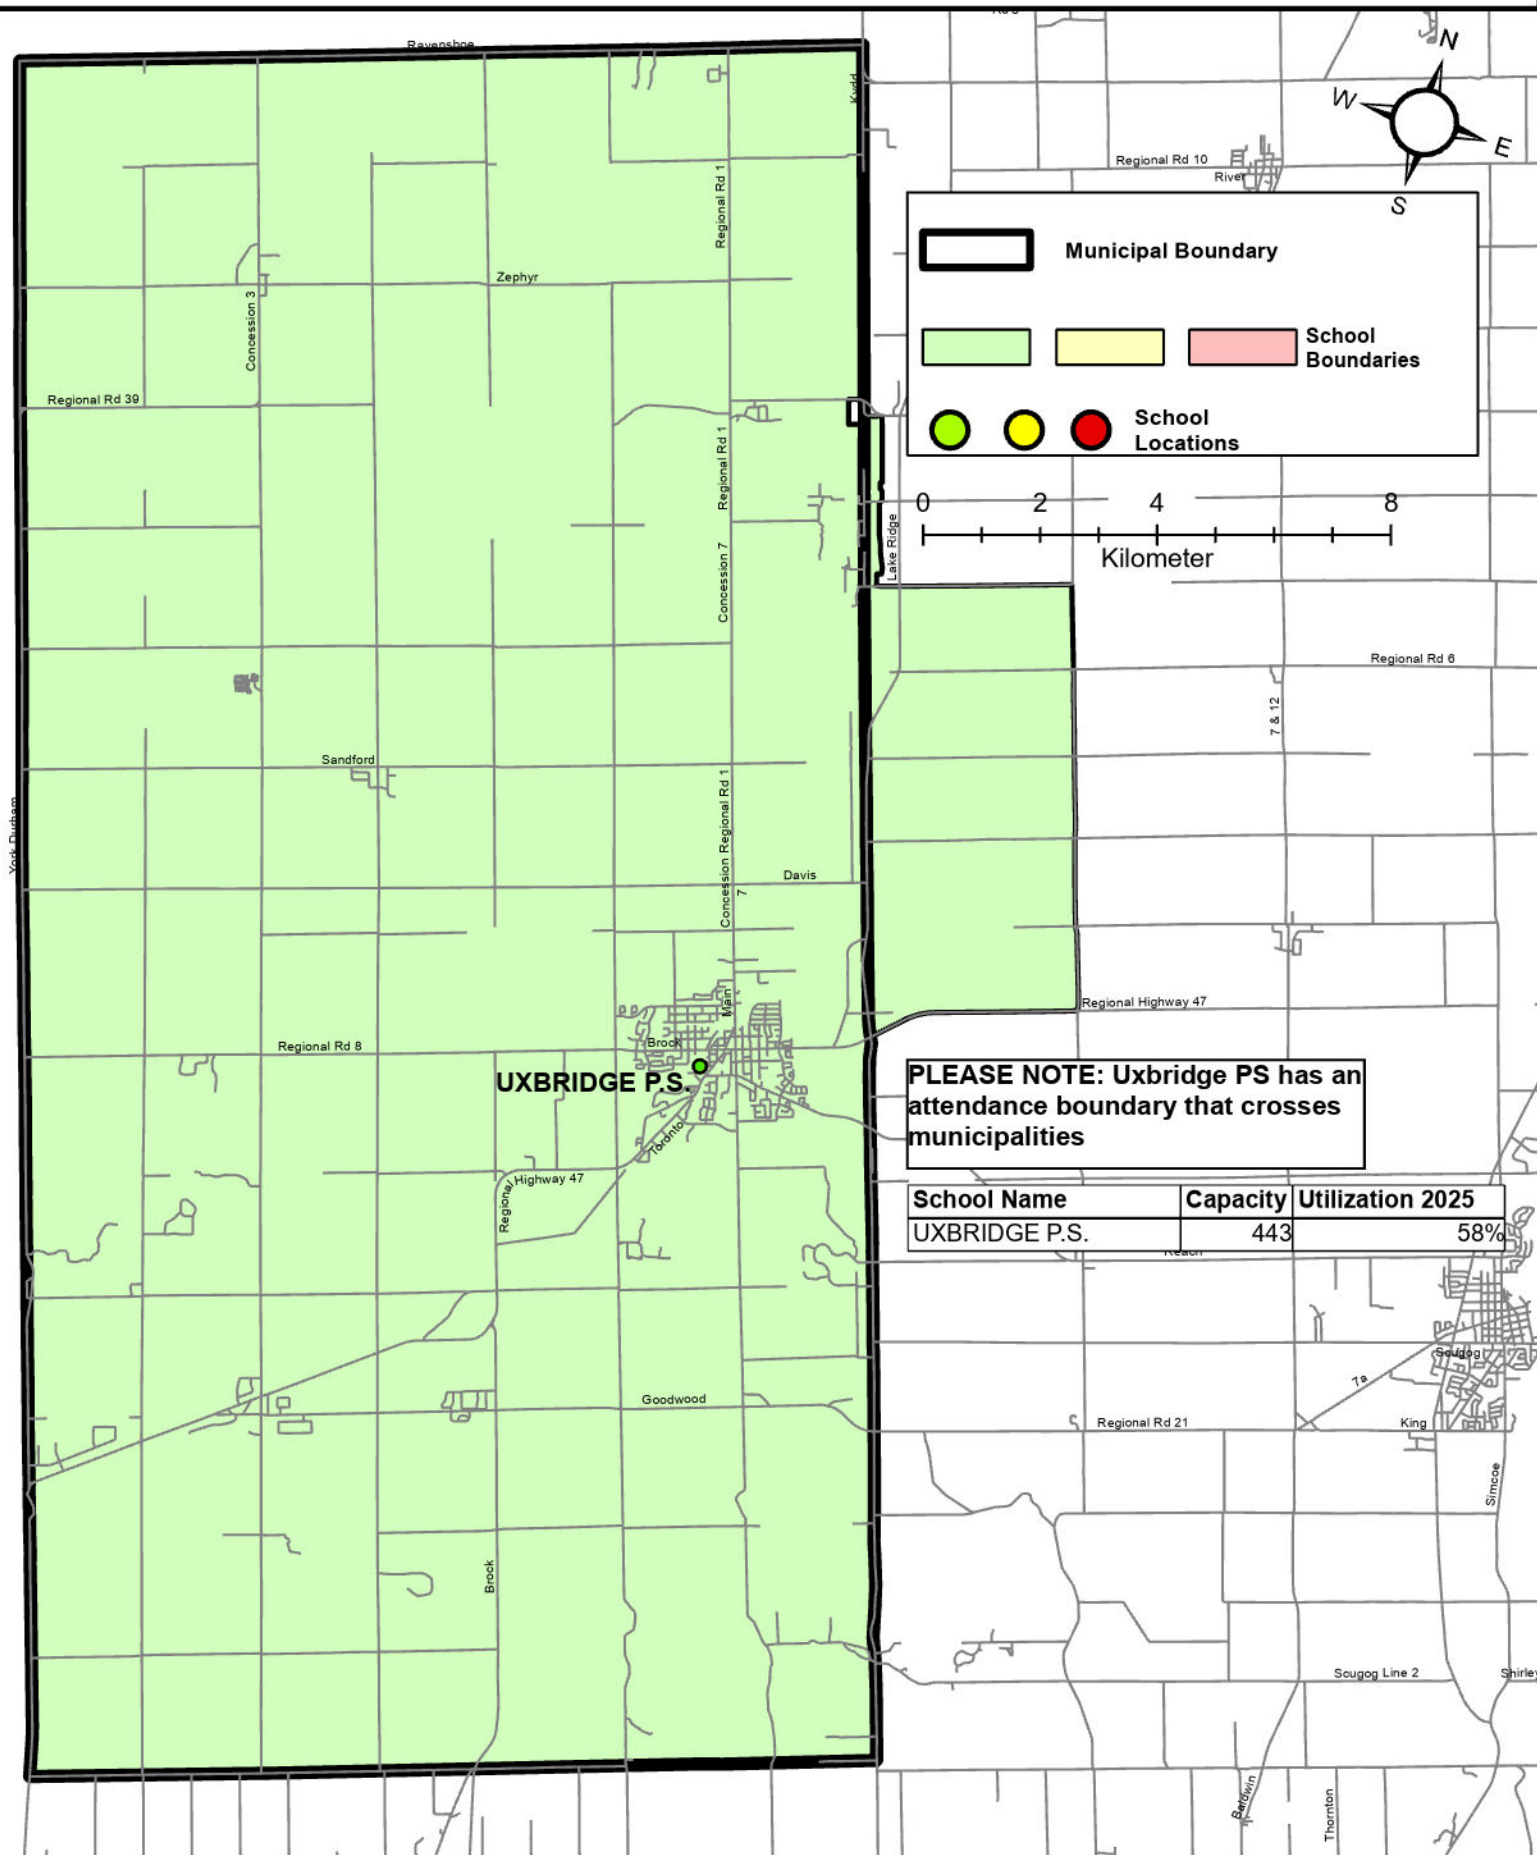 Ravenshoe
Kydd
N
W
E
S
Regional Rd 10
River
Regional Rd 1
Municipal Boundary
Zephyr
Concession 3
School
Boundaries
Regional Rd 39
School
Locations
Regional Rd 1
0 2 4 8
Kilometer
Lake Ridge
Concession 7
Regional Rd 6
7 & 12
Sandford
York Durham
Concession Regional Rd 1
7
Davis
Main
Regional Highway 47
Brock
Regional Rd 8
UXBRIDGE P.S.
Toronto
PLEASE NOTE: Uxbridge PS has an
attendance boundary that crosses
municipalities
Regional
Highway 47
School Name Capacity Utilization 2025
UXBRIDGE P.S. 443 58%
Reach
Scugog
7a
Goodwood
Regional Rd 21
King
Simcoe
Brock
Scugog Line 2
Shirley
Baldwin
Thornton